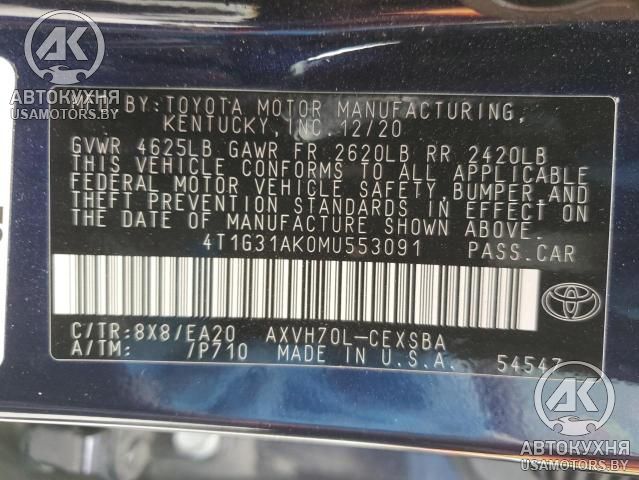 AK
АВТОКУХНЯ
USAMOTORS.BY
MFD BY: TOYOTA MOTOR MANUFACTURING,
KENTUCKY, INC. 12/20
GVWR 4625LB GAWR FR 2620LB RR 2420LB
THIS VEHICLE CONFORMS TO ALL APPLICABLE
FEDERAL MOTOR VEHICLE SAFETY, BUMPER, AND
THEFT PREVENTION STANDARDS IN EFFECT ON
THE DATE OF MANUFACTURE SHOWN ABOVE.
4T1G31AK0MU553091 PASS.CAR
C/TR: 8X8/EA20 AXVH70L-CEXSBA
A/TM: /P710 MADE IN U.S.A.
54547
AK
АВТОКУХНЯ
USAMOTORS.BY